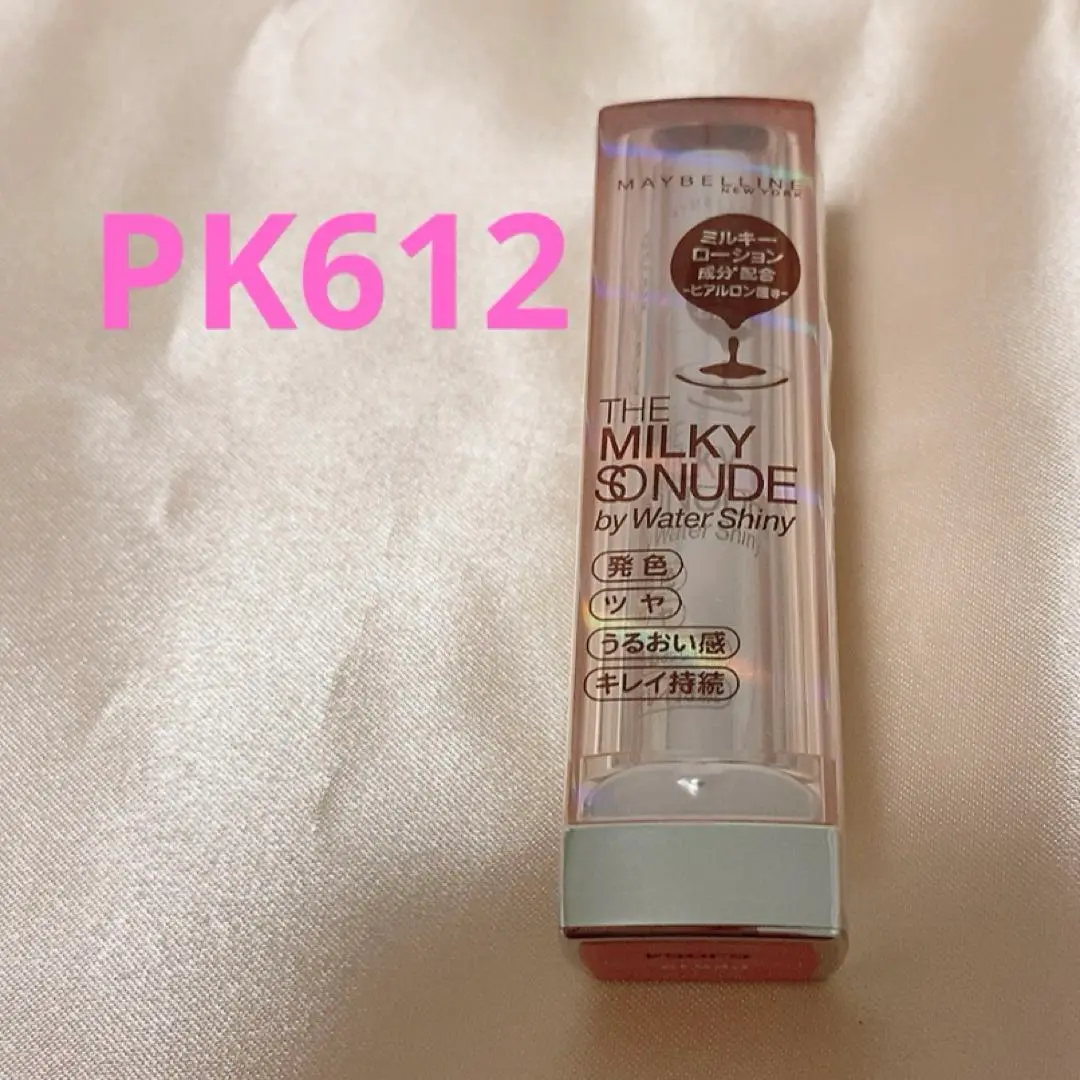 PK612
MAYBELLINE
NEW YORK
ミルキー
ローション
成分*配合
-ヒアルロン酸等-
THE
MILKY
SO NUDE
by Water Shiny
発色
ツヤ
うるおい感
キレイ持続